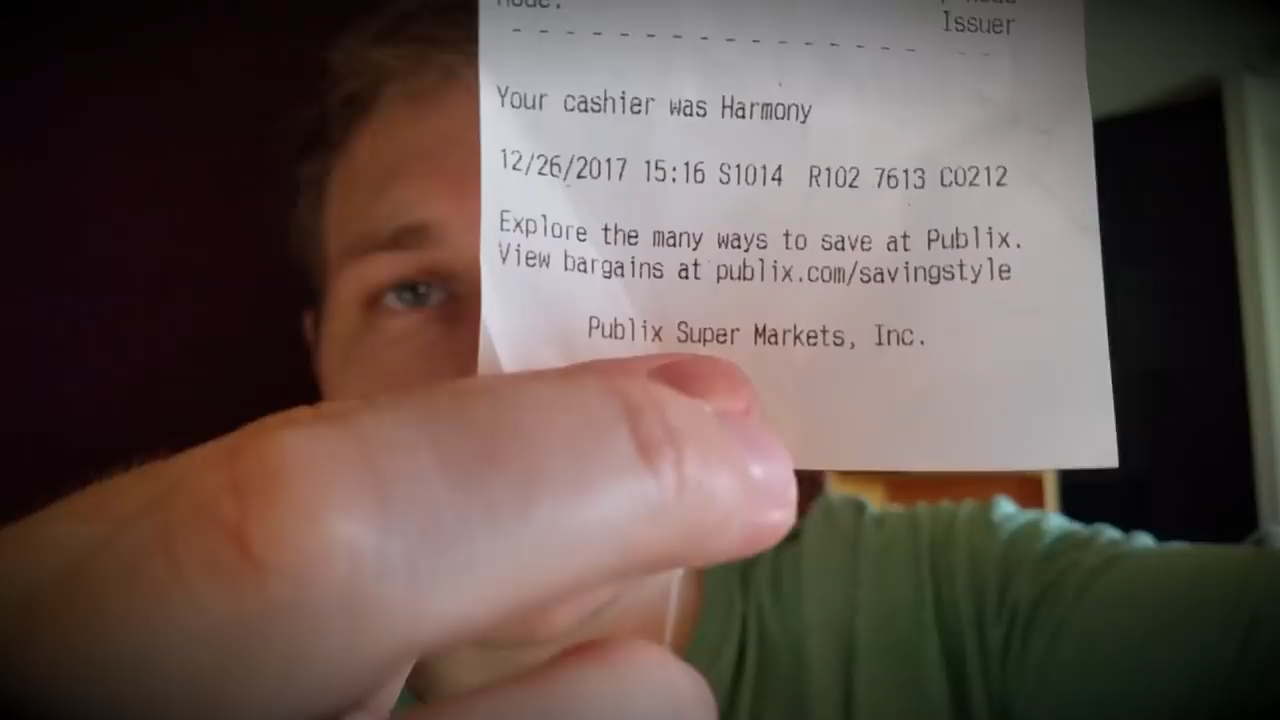 Issuer
- - - - - - - - - - - - - - - - - -
Your cashier was Harmony
12/26/2017 15:16 S1014 R102 7613 C0212
Explore the many ways to save at Publix.
View bargains at publix.com/savingstyle
Publix Super Markets, Inc.